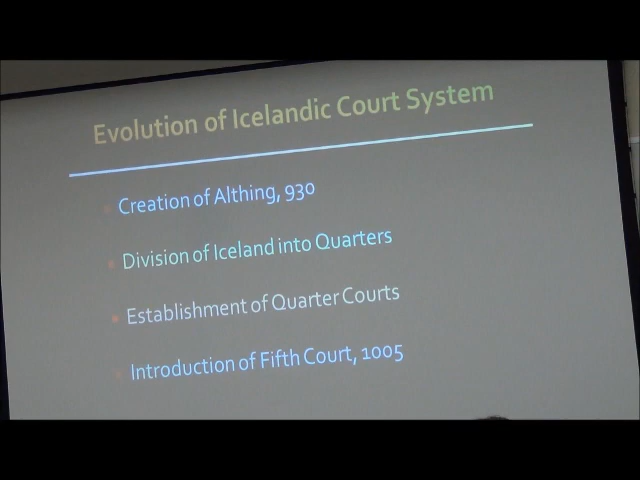 Evolution of Icelandic Court System
Creation of Althing, 930
Division of Iceland into Quarters
Establishment of Quarter Courts
Introduction of Fifth Court, 1005